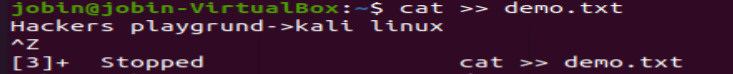 jobin@jobin-VirtualBox:~$ cat >> demo.txt
Hackers playgrund->kali linux
^Z
[3]+  Stopped                 cat >> demo.txt